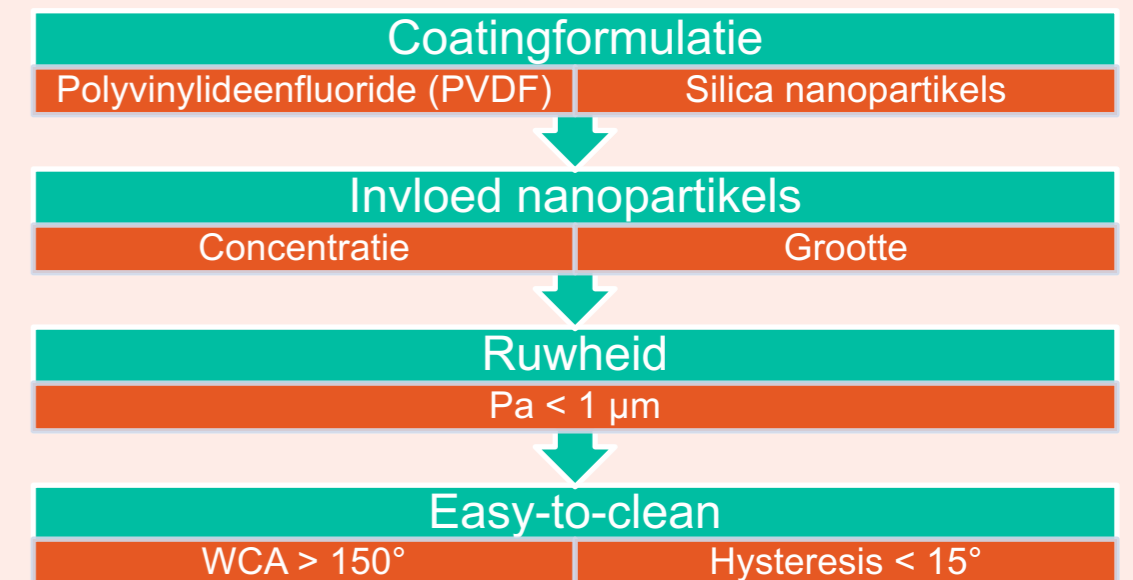 Coatingformulatie
Polyvinylideenfluoride (PVDF) Silica nanopartikels
Invloed nanopartikels
Concentratie Grootte
Ruwheid
Pa < 1 µm
Easy-to-clean
WCA > 150° Hysteresis < 15°